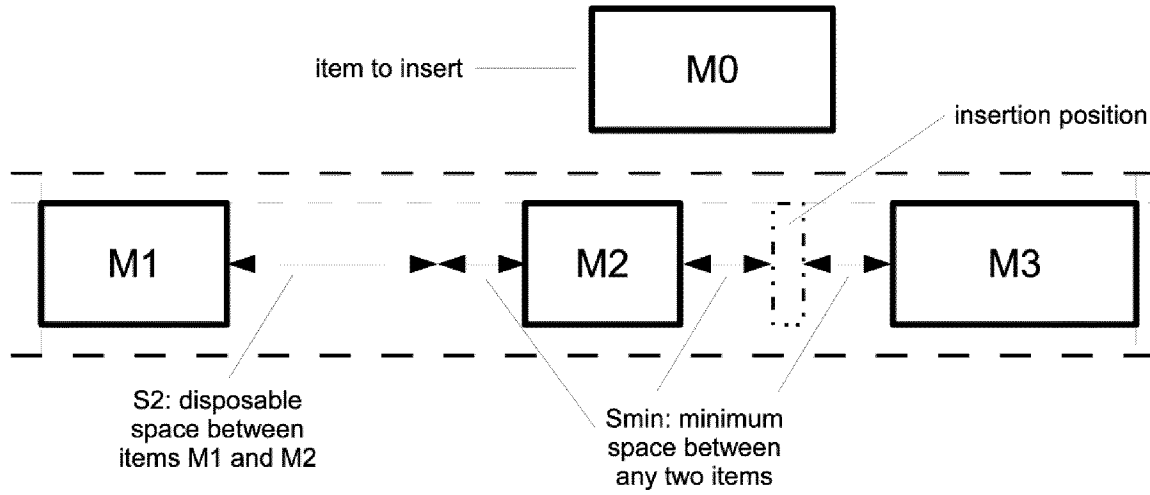 M0
item to insert
insertion position
M1
M2
M3
S2: disposable
space between
items M1 and M2
Smin: minimum
space between
any two items